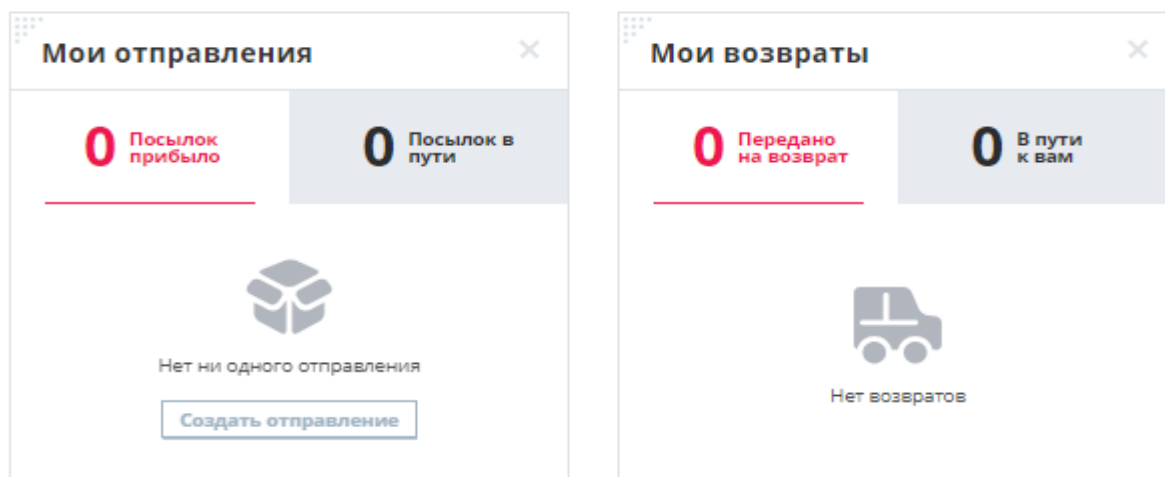 Мои отправления
0 Посылок
прибыло
0 Посылок в
пути
Нет ни одного отправления
Создать отправление
Мои возвраты
0 Передано
на возврат
0 В пути
к вам
Нет возвратов